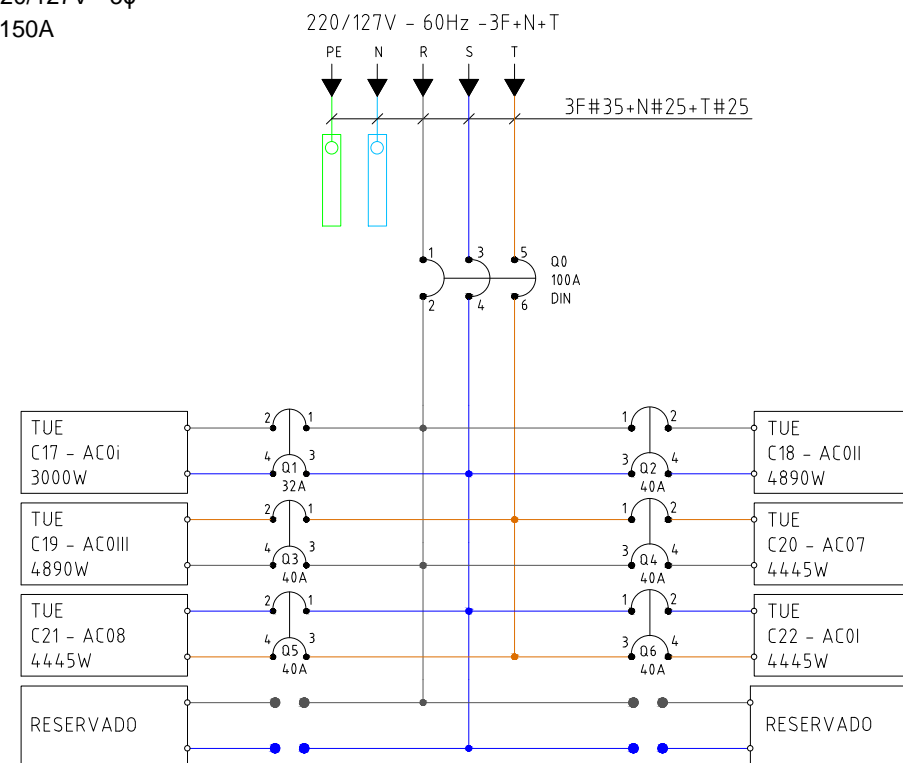 150A
220/127V - 60Hz -3F+N+T
PE N R S T
3F#35+N#25+T#25
1 3 5
Q0
100A
DIN
2 4 6
TUE
C17 - AC0i
3000W
2 1
4 3
Q1
32A
1 2
3 4
Q2
40A
TUE
C18 - AC0II
4890W
TUE
C19 - AC0III
4890W
2 1
4 3
Q3
40A
1 2
3 4
Q4
40A
TUE
C20 - AC07
4445W
TUE
C21 - AC08
4445W
2 1
4 3
Q5
40A
1 2
3 4
Q6
40A
TUE
C22 - AC0I
4445W
RESERVADO
RESERVADO